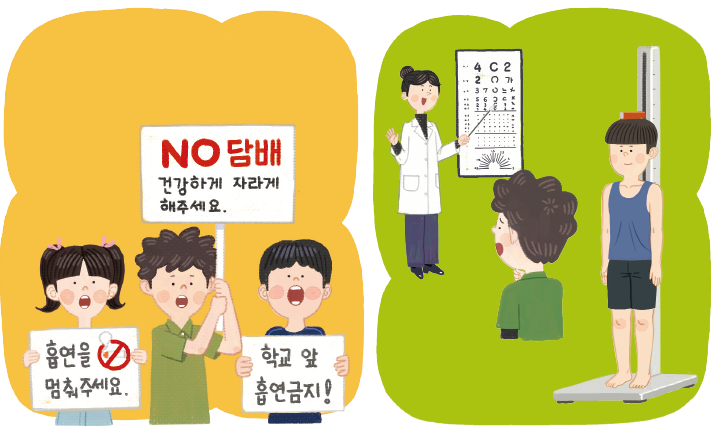 NO 담배
건강하게 자라게
해주세요.
흡연을
멈춰주세요.
학교 앞
흡연금지!
4 C 2